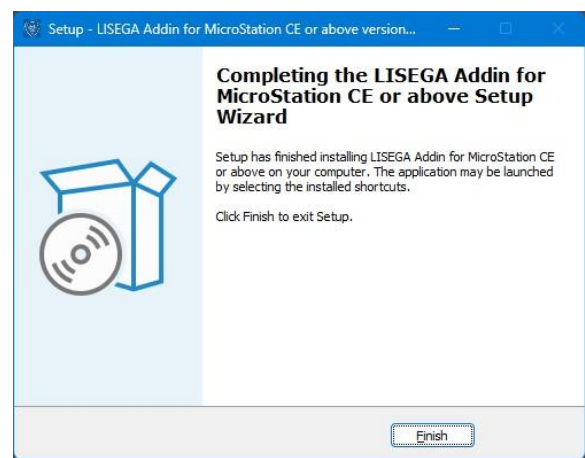 Setup - LISEGA Addin for MicroStation CE or above version...
Completing the LISEGA Addin for
MicroStation CE or above Setup
Wizard
Setup has finished installing LISEGA Addin for MicroStation CE
or above on your computer. The application may be launched
by selecting the installed shortcuts.
Click Finish to exit Setup.
Finish